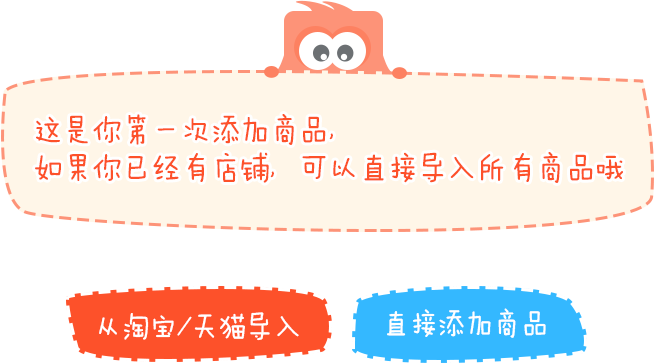 这是你第一次添加商品,
如果你已经有店铺, 可以直接导入所有商品哦
从淘宝/天猫导入
直接添加商品